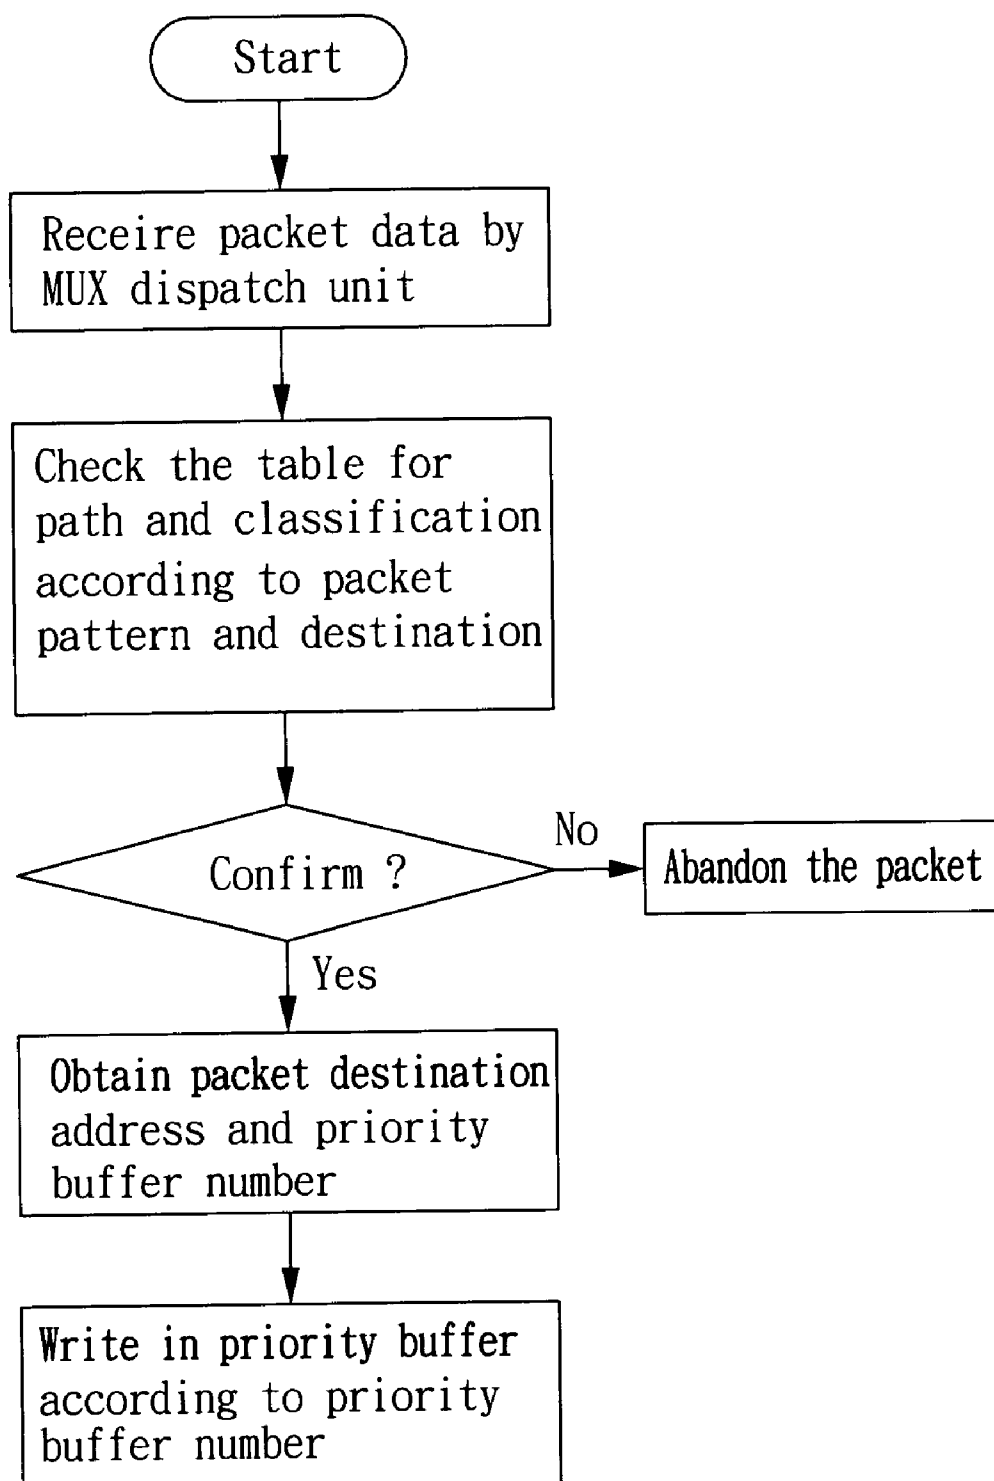 Start
Receire packet data by
MUX dispatch unit
Check the table for
path and classification
according to packet
pattern and destination
Confirm ?
No
Abandon the packet
Yes
Obtain packet destination
address and priority
buffer number
Write in priority buffer
according to priority
buffer number